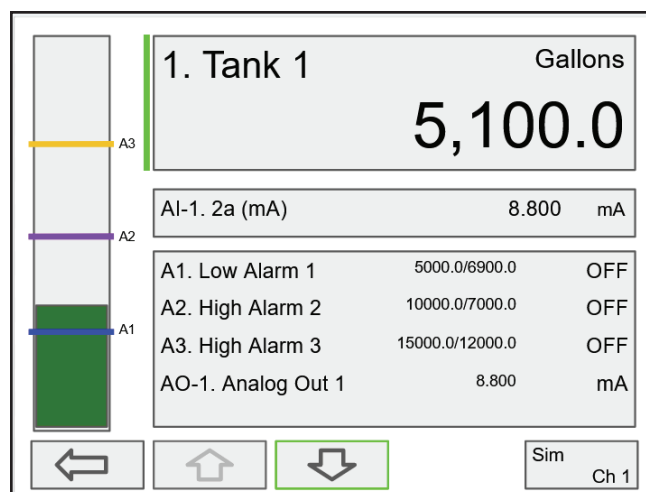 1. Tank 1 Gallons
5,100.0
A3
AI-1. 2a (mA) 8.800 mA
A2
A1. Low Alarm 1 5000.0/6900.0 OFF
A2. High Alarm 2 10000.0/7000.0 OFF
A1
A3. High Alarm 3 15000.0/12000.0 OFF
AO-1. Analog Out 1 8.800 mA
Sim
Ch 1